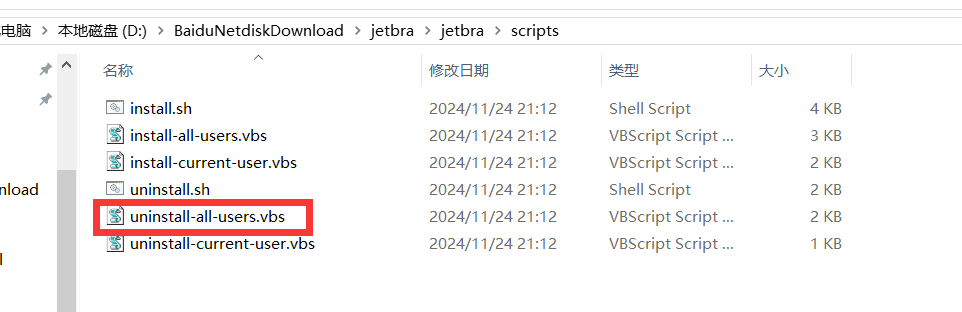 电脑 本地磁盘 (D:) BaiduNetdiskDownload jetbra jetbra scripts
名称 修改日期 类型 大小
install.sh 2024/11/24 21:12 Shell Script 4 KB
install-all-users.vbs 2024/11/24 21:12 VBScript Script ... 3 KB
install-current-user.vbs 2024/11/24 21:12 VBScript Script ... 2 KB
nload uninstall.sh 2024/11/24 21:12 Shell Script 2 KB
uninstall-all-users.vbs 2024/11/24 21:12 VBScript Script ... 2 KB
uninstall-current-user.vbs 2024/11/24 21:12 VBScript Script ... 1 KB